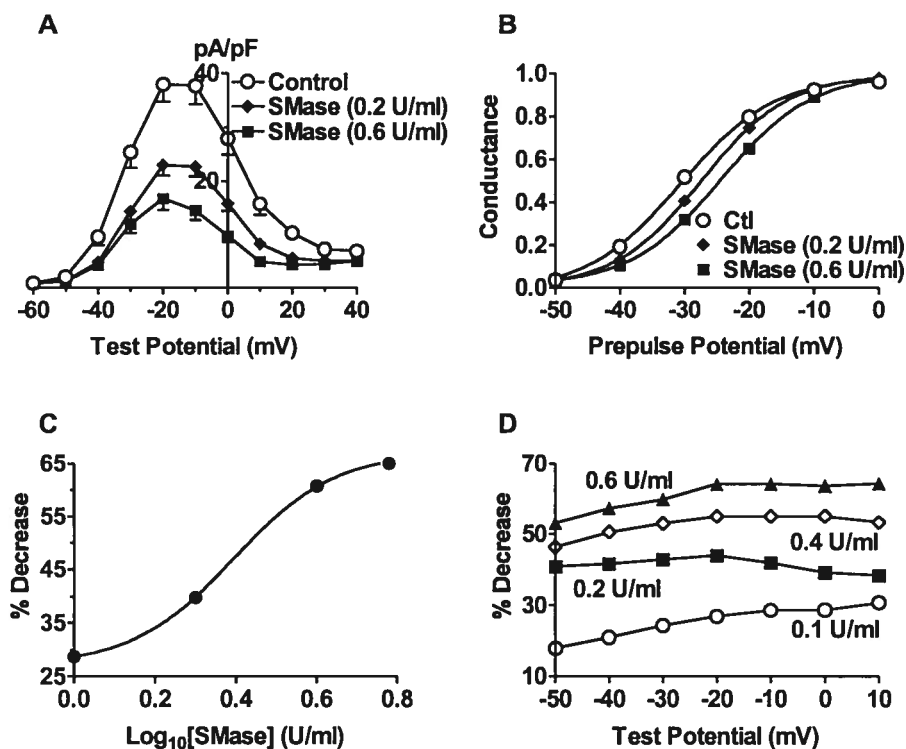 A
pA/pF
40
Control
SMase (0.2 U/ml)
SMase (0.6 U/ml)
20
-60 -40 -20 0 20 40
Test Potential (mV)
B
Conductance
1.0
0.8
0.6
0.4
0.2
0.0
Ctl
SMase (0.2 U/ml)
SMase (0.6 U/ml)
-50 -40 -30 -20 -10 0
Prepulse Potential (mV)
C
% Decrease
65
55
45
35
25
0.0 0.2 0.4 0.6 0.8
Log10[SMase] (U/ml)
D
% Decrease
70
50
30
10
0.6 U/ml
0.4 U/ml
0.2 U/ml
0.1 U/ml
-50 -40 -30 -20 -10 0 10
Test Potential (mV)